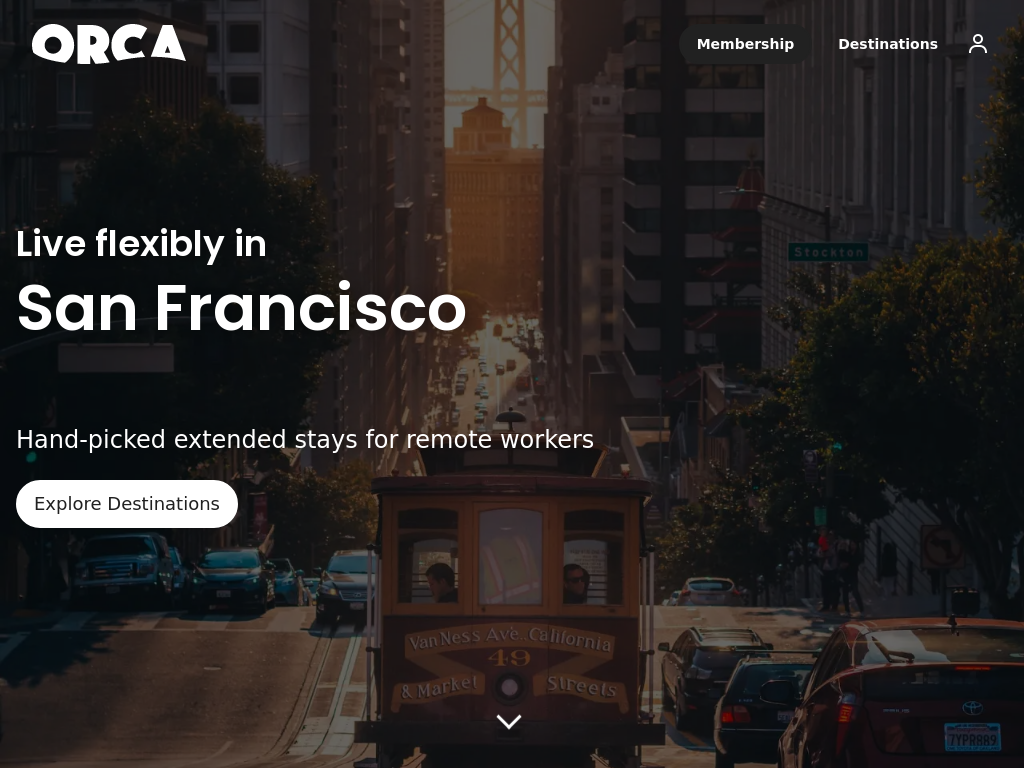 ORCA
Membership
Destinations
Live flexibly in
San Francisco
Stockton
Hand-picked extended stays for remote workers
Explore Destinations
Van Ness Ave. California
49
& Market Streets
7YPR889